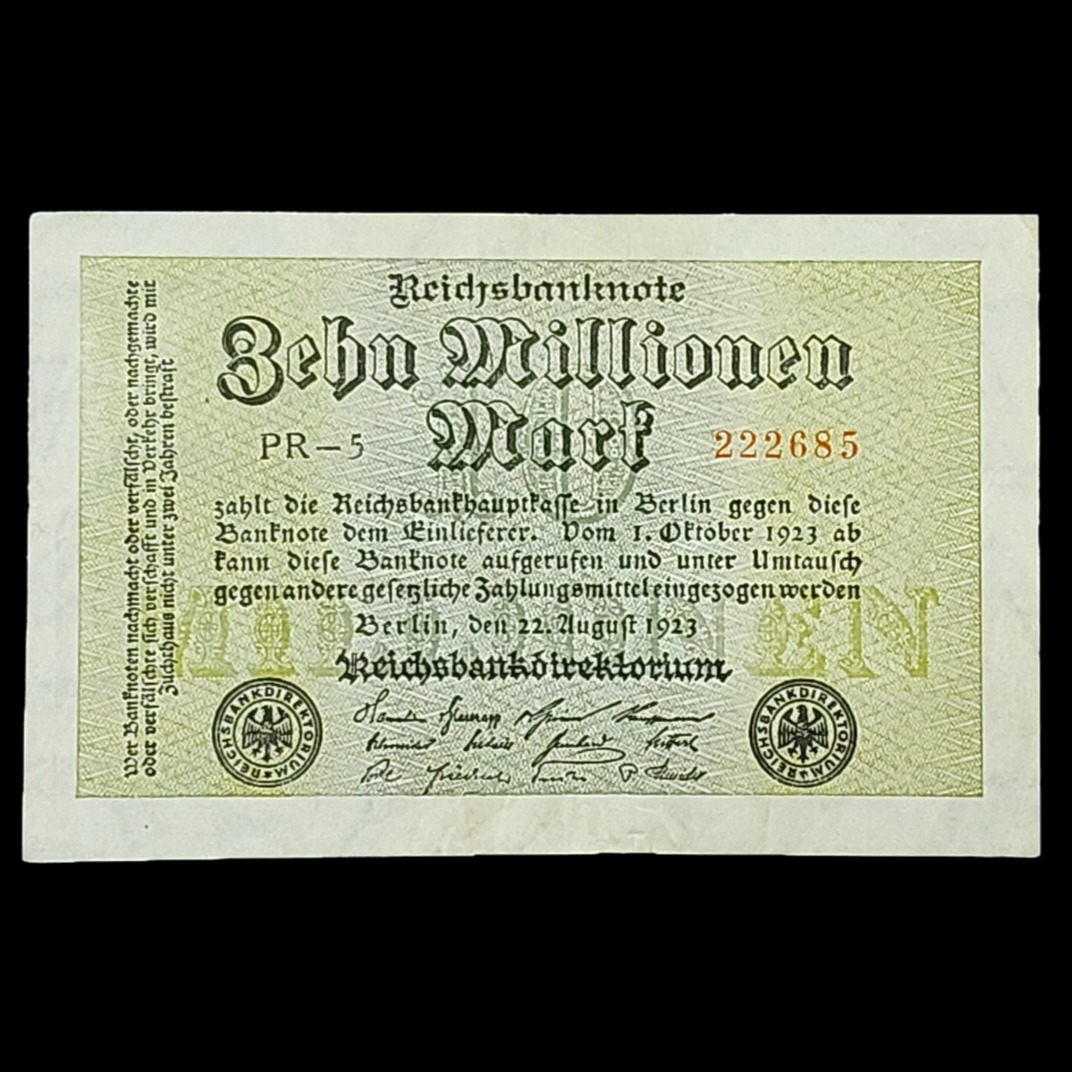 Reichsbanknote
Zehn Millionen
Mark
PR-5
222685
zahlt die Reichsbankhauptkasse in Berlin gegen diese
Banknote dem Einlieferer. Vom 1. Oktober 1923 ab
kann diese Banknote aufgerufen und unter Umtausch
gegen andere gesetzliche Zahlungsmittel eingezogen werden
Berlin, den 22. August 1923
Reichsbankdirektorium
REICHSBANKDIREKTORIUM
REICHSBANKDIREKTORIUM
Wer Banknoten nachmacht oder verfälscht, oder nachgemachte
oder verfälschte sich verschafft und in Verkehr bringt, wird mit
Zuchthaus nicht unter zwei Jahren bestraft